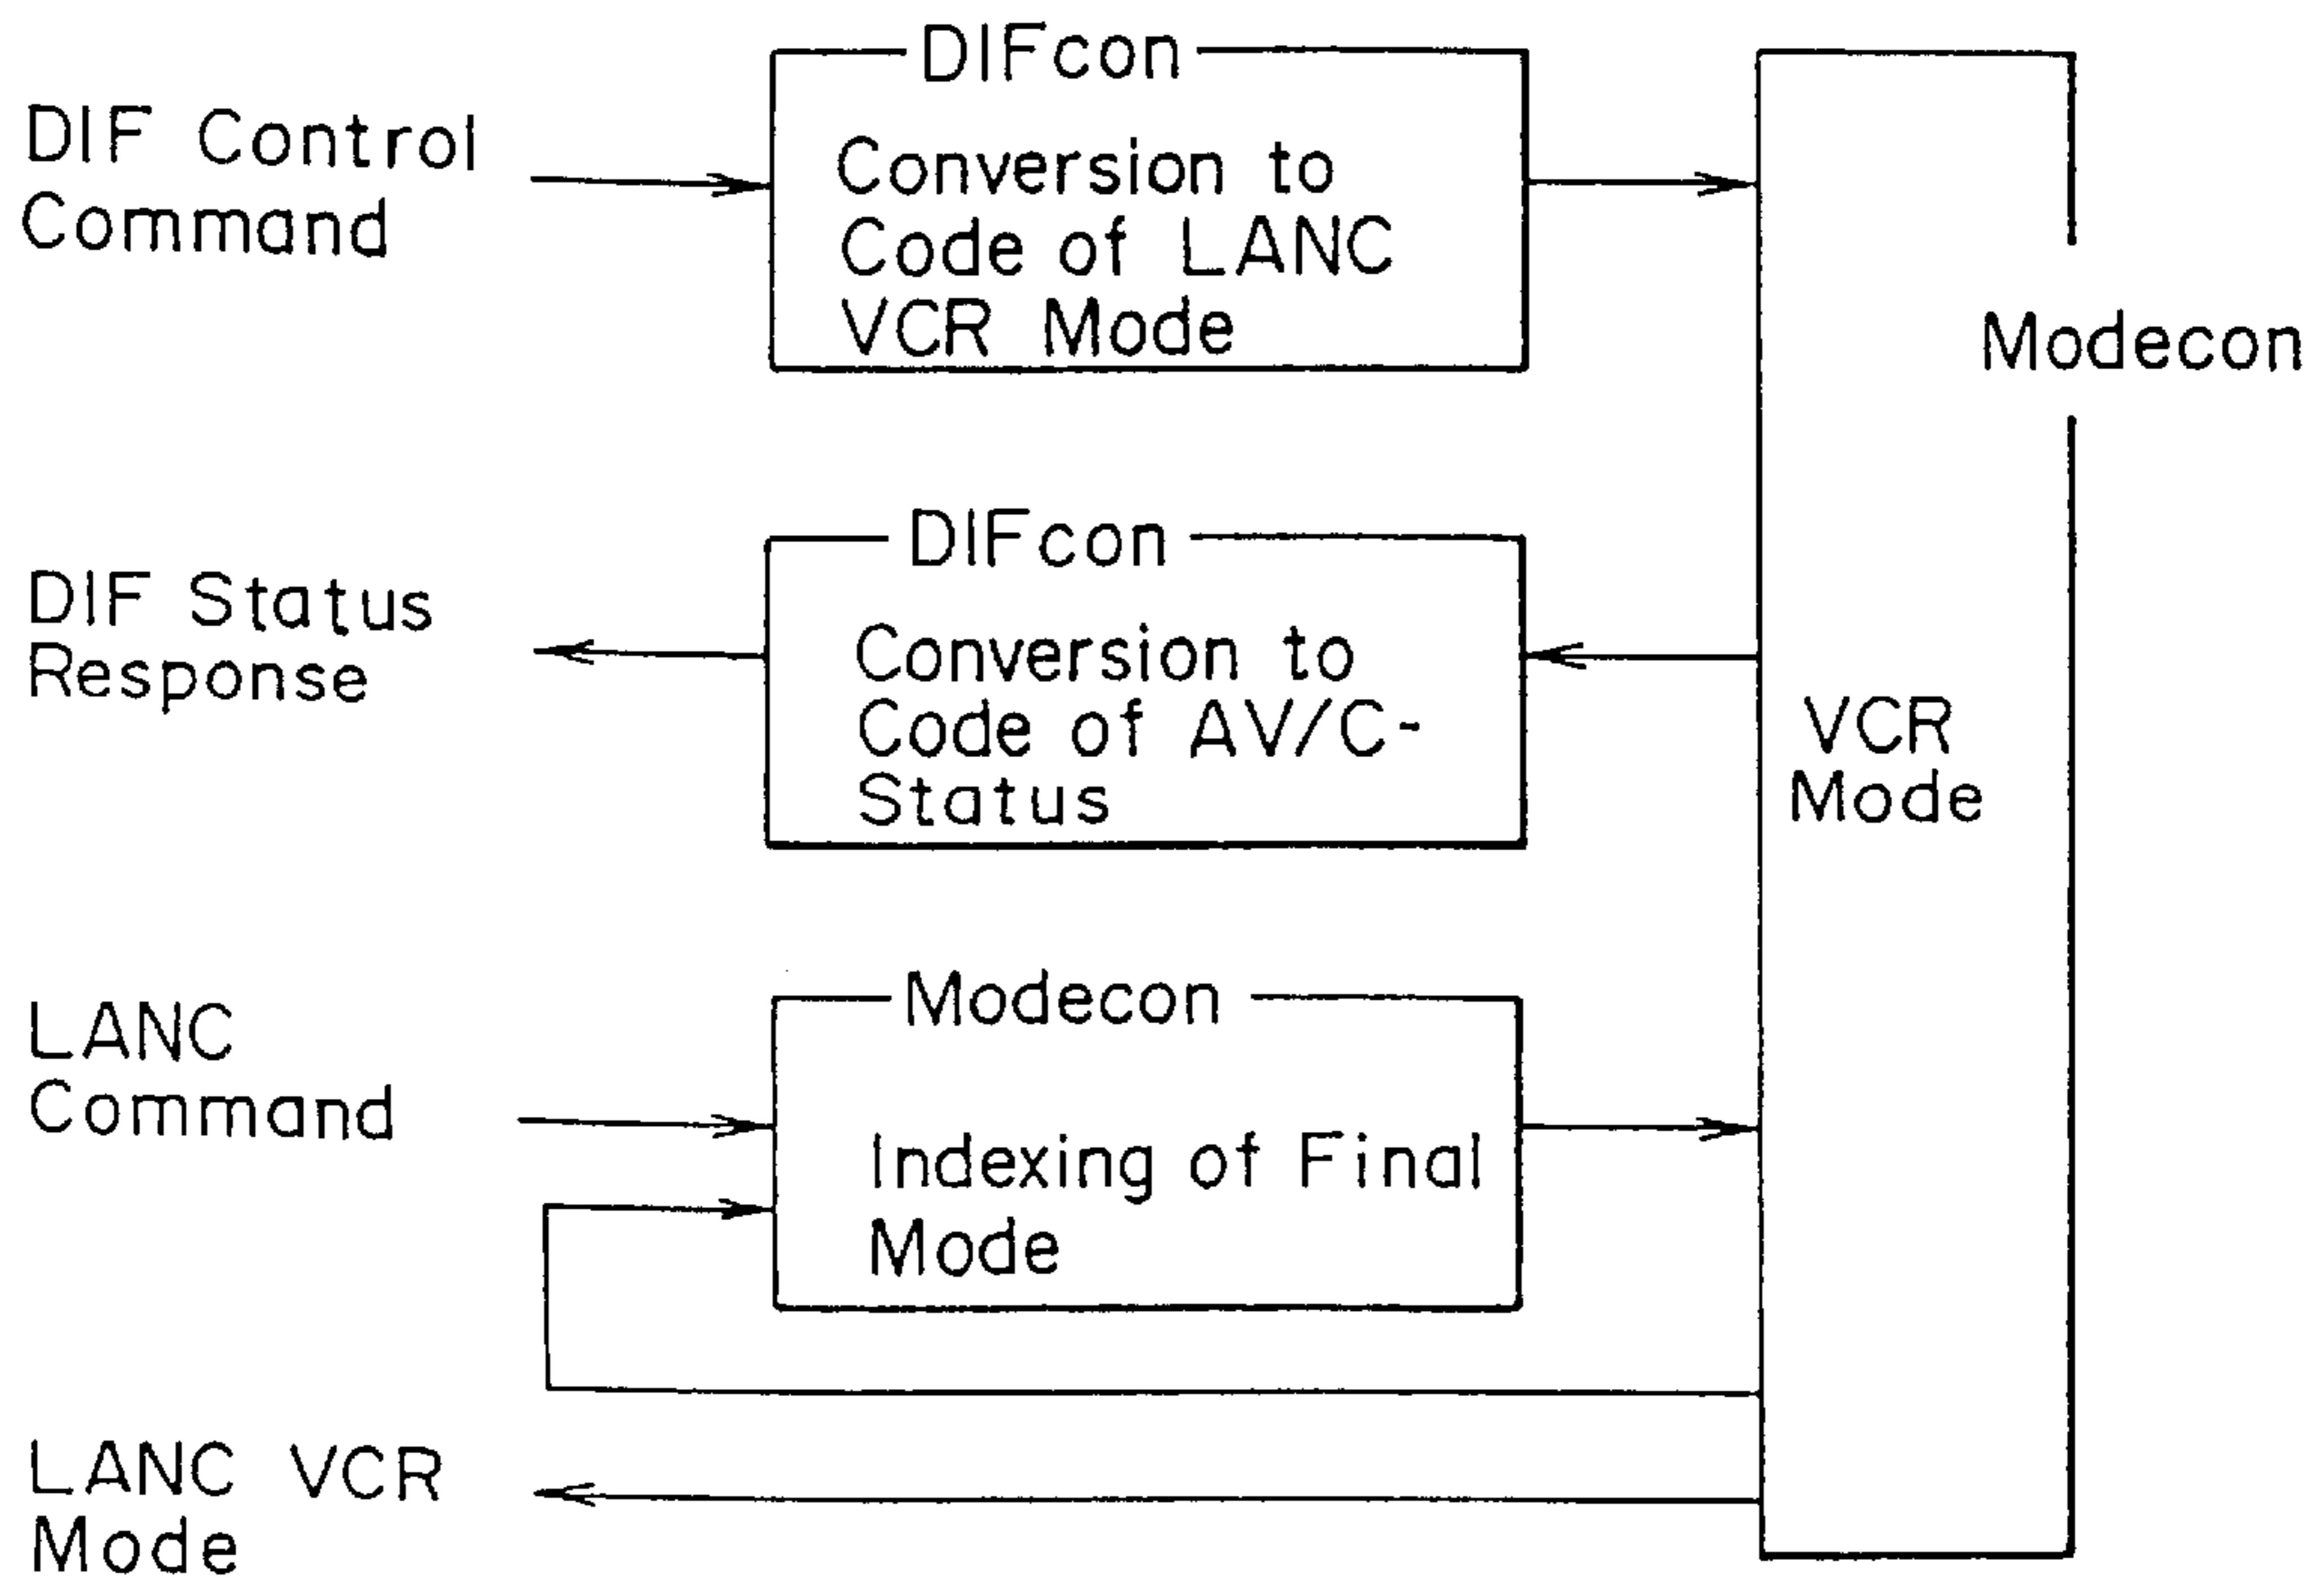 DIFcon
DIF Control
Command
Conversion to
Code of LANC
VCR Mode
Modecon
DIFcon
DIF Status
Response
Conversion to
Code of AV/C-
Status
VCR
Mode
Modecon
LANC
Command
Indexing of Final
Mode
LANC VCR
Mode